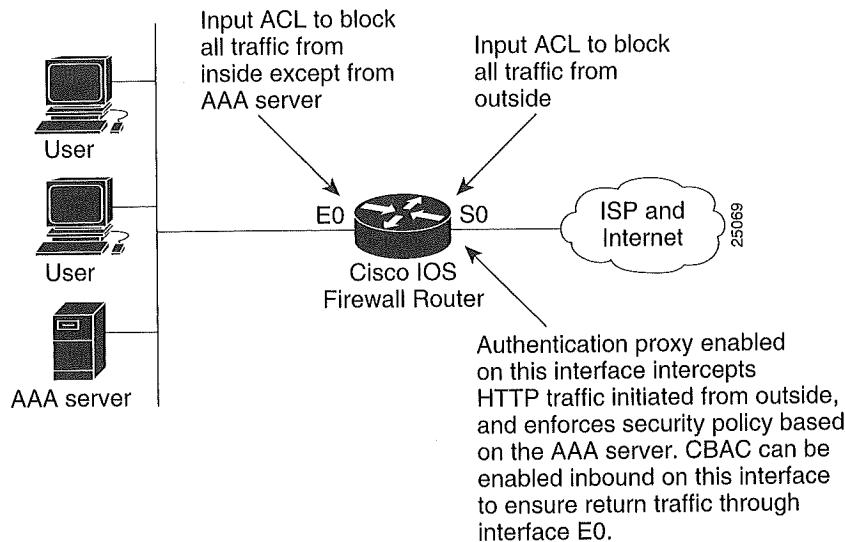 Input ACL to block
all traffic from
inside except from
AAA server
Input ACL to block
all traffic from
outside
User
User
AAA server
E0
S0
Cisco IOS
Firewall Router
ISP and
Internet
25069
Authentication proxy enabled
on this interface intercepts
HTTP traffic initiated from outside,
and enforces security policy based
on the AAA server. CBAC can be
enabled inbound on this interface
to ensure return traffic through
interface E0.